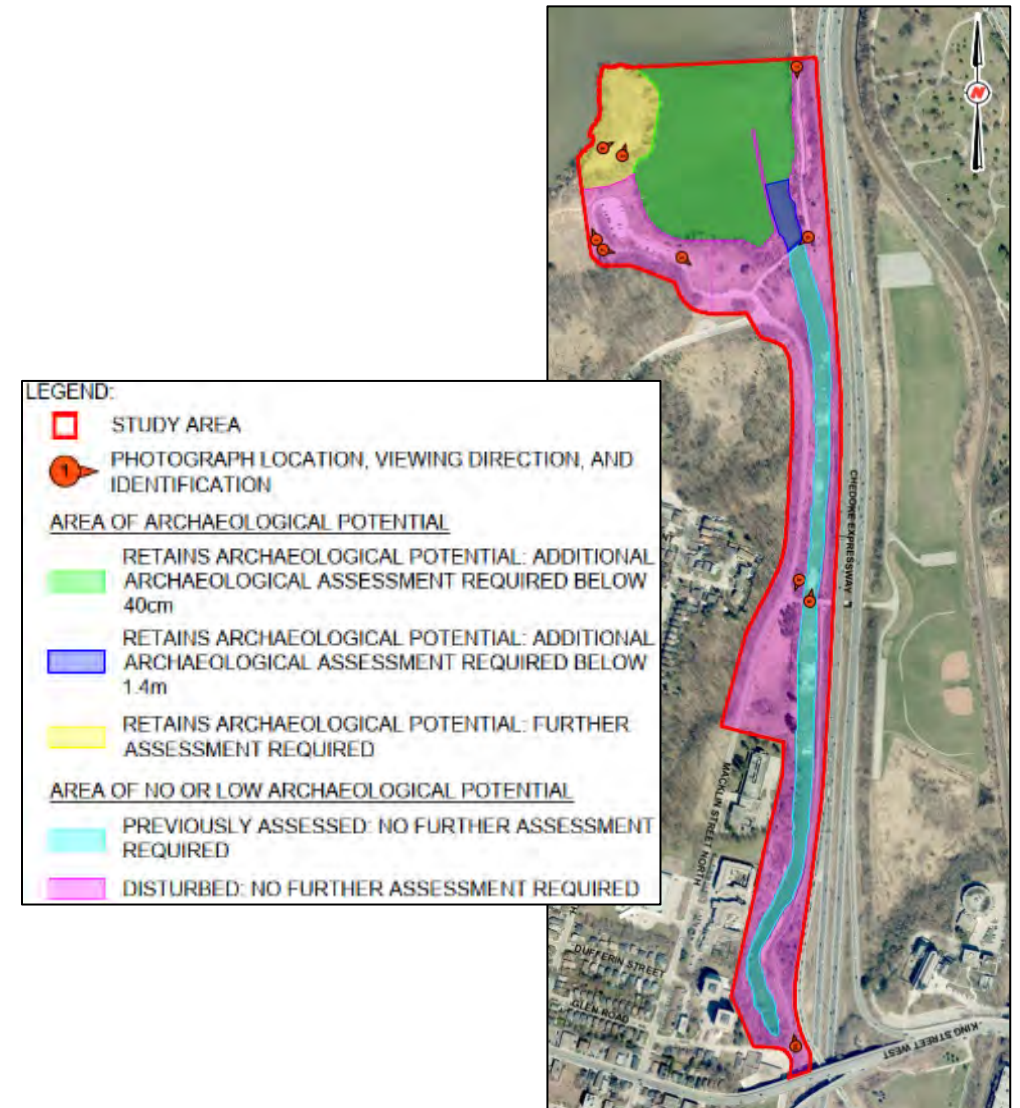 N
LEGEND:
STUDY AREA
1
PHOTOGRAPH LOCATION, VIEWING DIRECTION, AND
IDENTIFICATION
AREA OF ARCHAEOLOGICAL POTENTIAL
RETAINS ARCHAEOLOGICAL POTENTIAL: ADDITIONAL
ARCHAEOLOGICAL ASSESSMENT REQUIRED BELOW
40cm
RETAINS ARCHAEOLOGICAL POTENTIAL: ADDITIONAL
ARCHAEOLOGICAL ASSESSMENT REQUIRED BELOW
1.4m
RETAINS ARCHAEOLOGICAL POTENTIAL: FURTHER
ASSESSMENT REQUIRED
AREA OF NO OR LOW ARCHAEOLOGICAL POTENTIAL
PREVIOUSLY ASSESSED: NO FURTHER ASSESSMENT
REQUIRED
DISTURBED: NO FURTHER ASSESSMENT REQUIRED
CHEDOKE EXPRESSWAY
MACKLIN STREET NORTH
DUFFERIN STREET
GLEN ROAD
KING STREET WEST